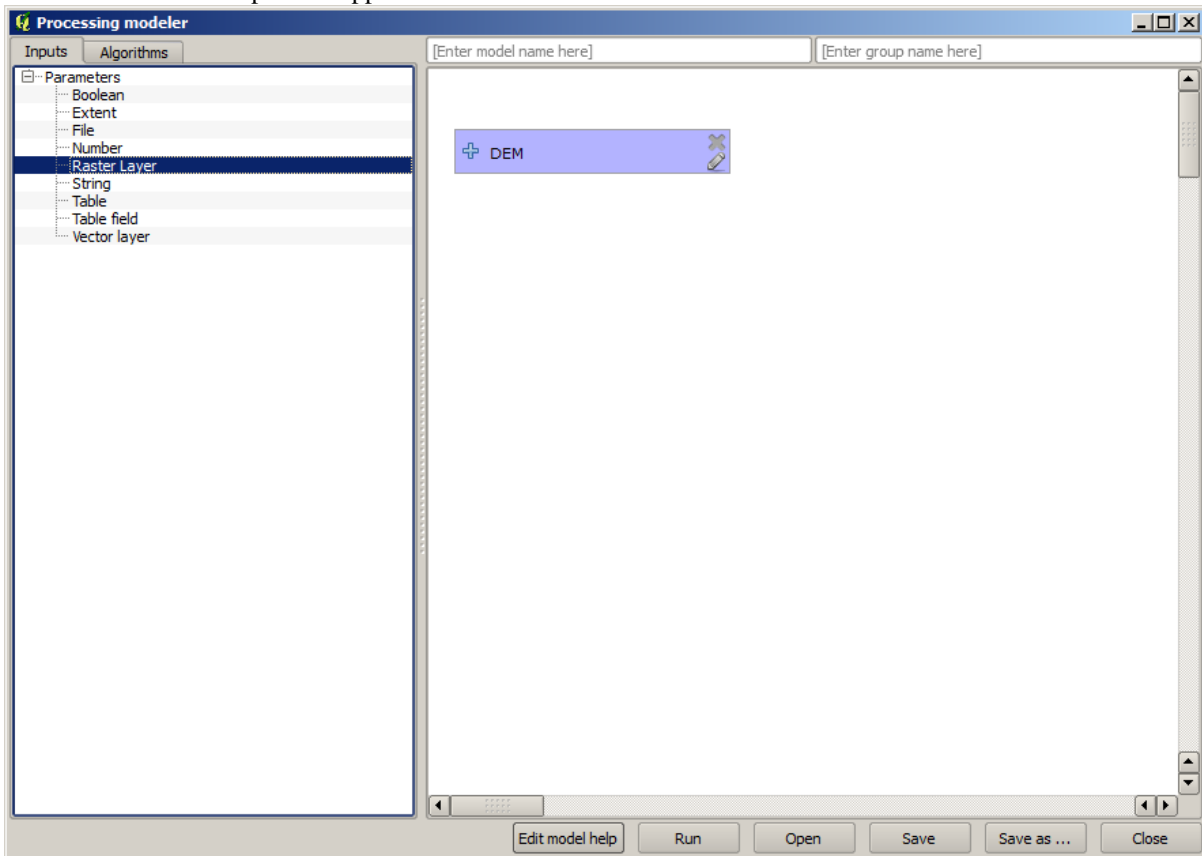 Processing modeler
Inputs
Algorithms
[Enter model name here]
[Enter group name here]
Parameters
Boolean
Extent
File
Number
Raster Layer
String
Table
Table field
Vector layer
DEM
Edit model help
Run
Open
Save
Save as ...
Close